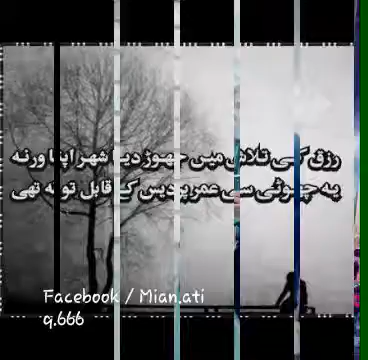 رزق کی تلاش میں چھوڑ دیا شہر اپنا ورنہ
یہ چھوٹی سی عمر پردیس کے قابل تو نہ تھی
Facebook / Mian.ati
q.666